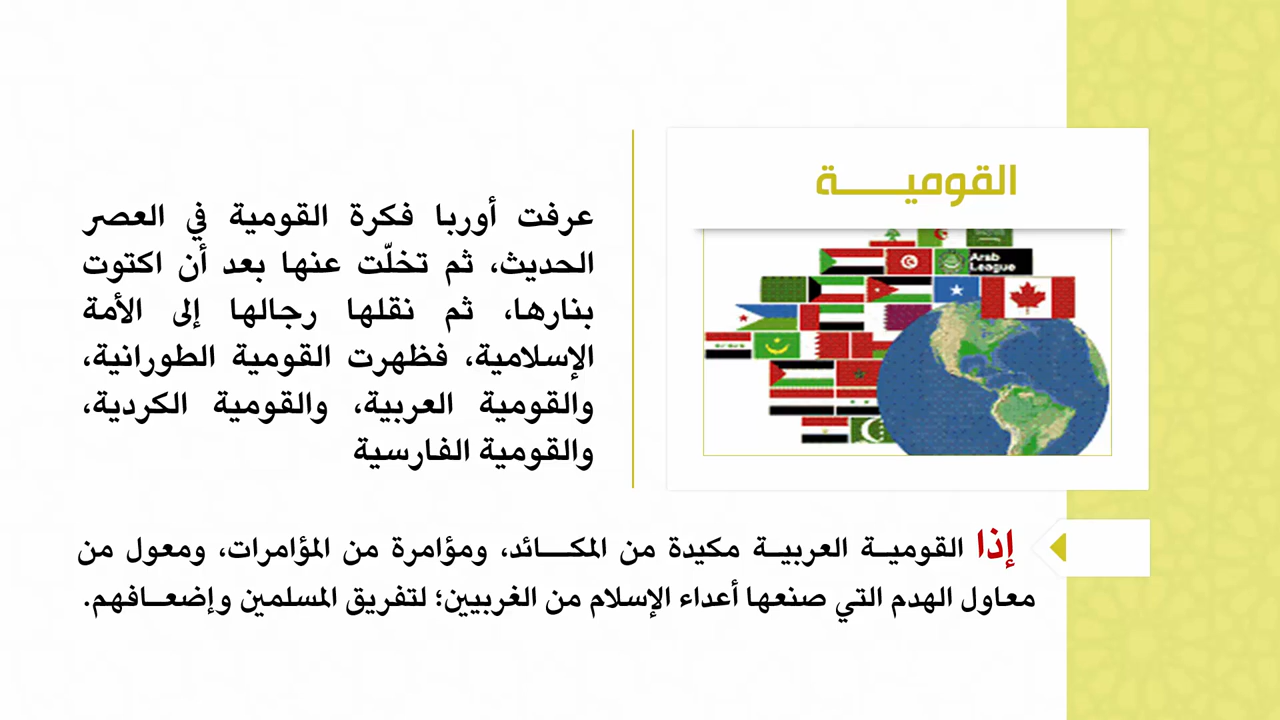 القوميـــــة
Arab
League
عرفت أوربا فكرة القومية في العصر
الحديث، ثم تخلّت عنها بعد أن اكتوت
بنارها، ثم نقلها رجالها إلى الأمة
الإسلامية، فظهرت القومية الطورانية،
والقومية العربية، والقومية الكردية،
والقومية الفارسية
إذا القوميــة العربيــة مكيدة من المكـــائد، ومؤامرة من المؤامرات، ومعول من
معاول الهدم التي صنعها أعداء الإسلام من الغربيين؛ لتفريق المسلمين وإضعــافهم.